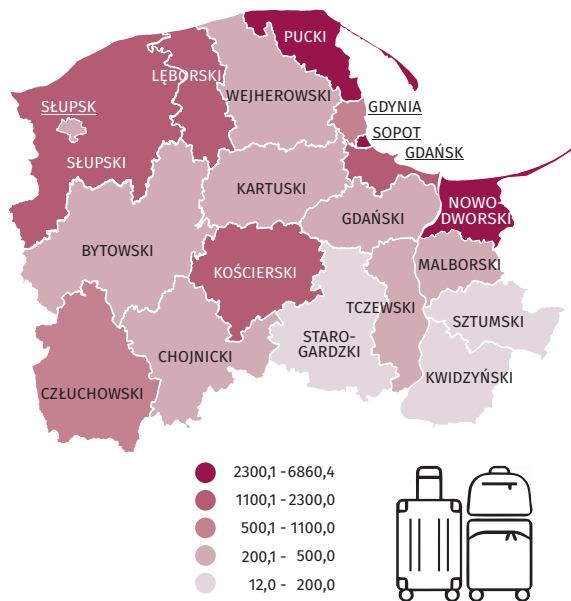 PUCKI
LĘBORSKI
WEJHEROWSKI
SŁUPSK
GDYNIA
SOPOT
GDAŃSK
SŁUPSKI
KARTUSKI
NOWO-
DWORSKI
GDAŃSKI
BYTOWSKI
MALBORSKI
KOŚCIERSKI
TCZEWSKI
SZTUMSKI
STARO-
GARDZKI
CHOJNICKI
KWIDZYŃSKI
CZŁUCHOWSKI
2300,1 - 6860,4
1100,1 - 2300,0
500,1 - 1100,0
200,1 - 500,0
12,0 - 200,0